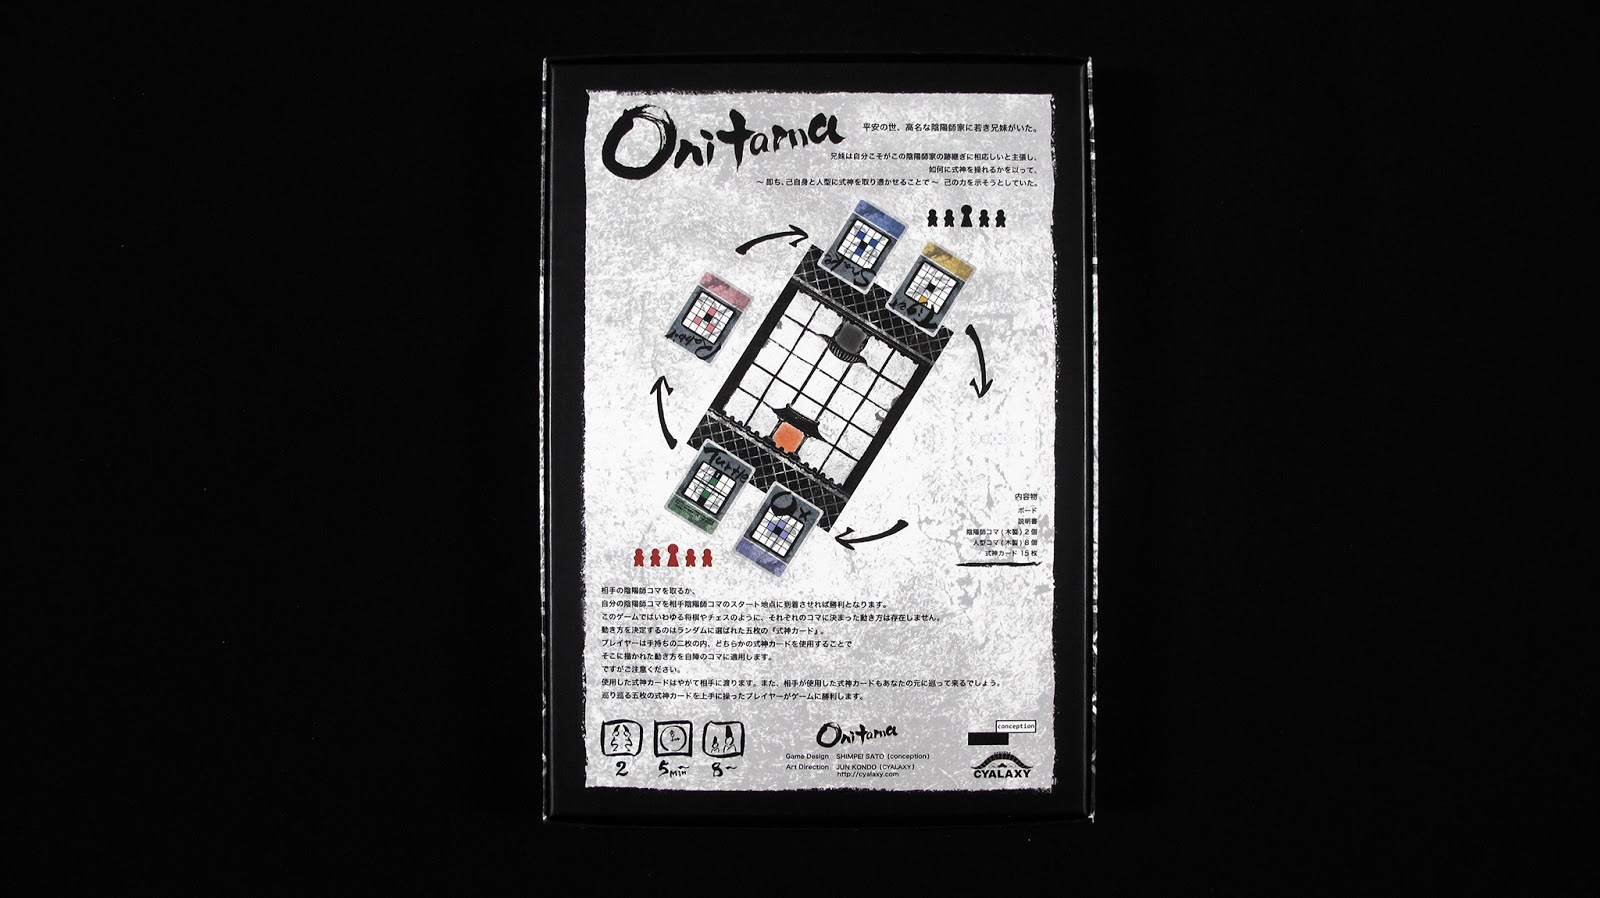 Onitama
平安の世、高名な陰陽師家に若き兄妹がいた。
兄妹は自分こそがこの陰陽師家の跡継ぎに相応しいと主張し、
如何に式神を操れるかを以って、
～ 即ち、己自身と人型に式神を取り憑かせることで ～ 己の力を示そうとしていた。
Snake
Tiger
Rabbit
Turtle
Ox
内容物
ボード
説明書
陰陽師コマ (木製) 2 個
人型コマ (木製) 8 個
式神カード 15 枚
相手の陰陽師コマを取るか、
自分の陰陽師コマを相手陰陽師コマのスタート地点に到着させれば勝利となります。
このゲームではいわゆる将棋やチェスのように、それぞれのコマに決まった動き方は存在しません。
動き方を決定するのはランダムに選ばれた五枚の『式神カード』。
プレイヤーは手持ちの二枚の内、どちらかの式神カードを使用することで
そこに描かれた動き方を自陣のコマに適用します。
ですがご注意ください。
使用した式神カードはやがて相手に渡ります。また、相手が使用した式神カードもあなたの元に巡って来るでしょう。
巡り巡る五枚の式神カードを上手に操ったプレイヤーがゲームに勝利します。
2
5 Min ~
8 ~
Onitama
Game Design SHIMPEI SATO (conception)
Art Direction JUN KONDO (CYALAXY)
http://cyalaxy.com
conception
CYALAXY